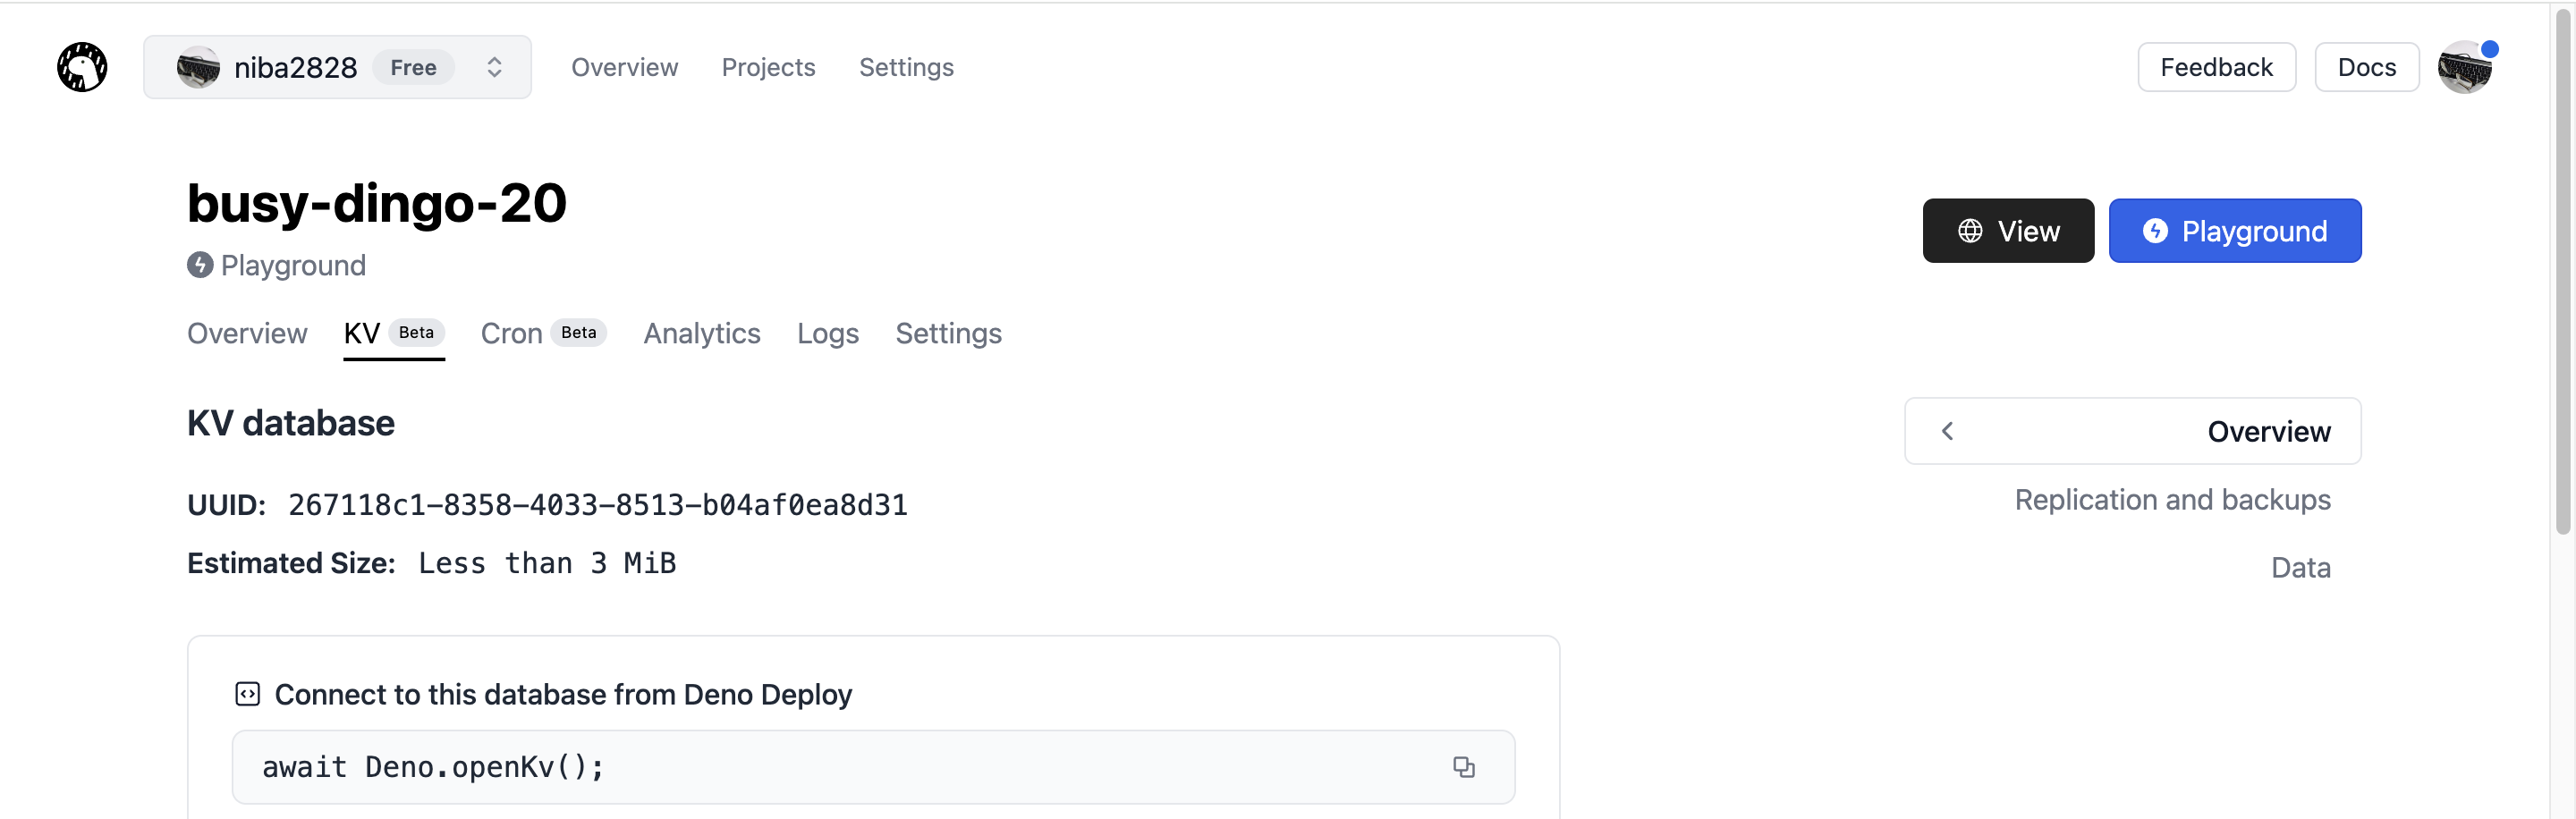 niba2828 Free Overview Projects Settings Feedback Docs
busy-dingo-20
Playground
View Playground
Overview KV Beta Cron Beta Analytics Logs Settings
KV database
UUID: 267118c1-8358-4033-8513-b04af0ea8d31
Estimated Size: Less than 3 MiB
Overview
Replication and backups
Data
Connect to this database from Deno Deploy
await Deno.openKv();